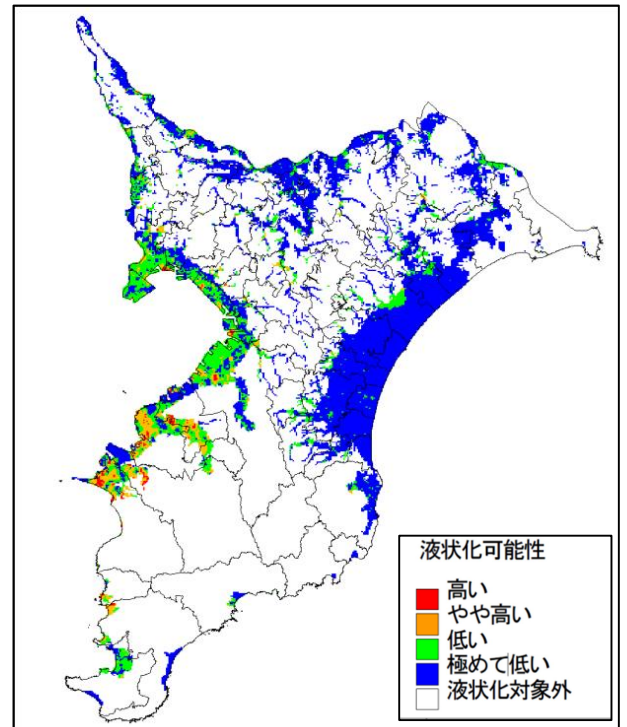 液状化可能性
高い
やや高い
低い
極めて低い
液状化対象外